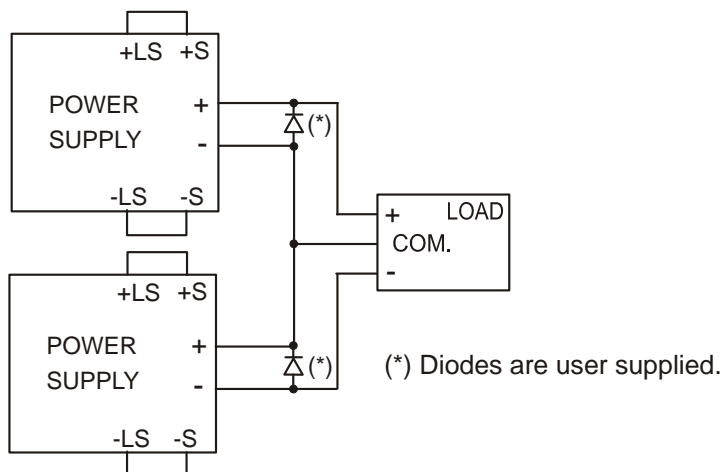 +LS +S
POWER +
SUPPLY -
(*)
-LS -S
+ LOAD
COM.
-
+LS +S
POWER +
SUPPLY -
(*)
(*) Diodes are user supplied.
-LS -S